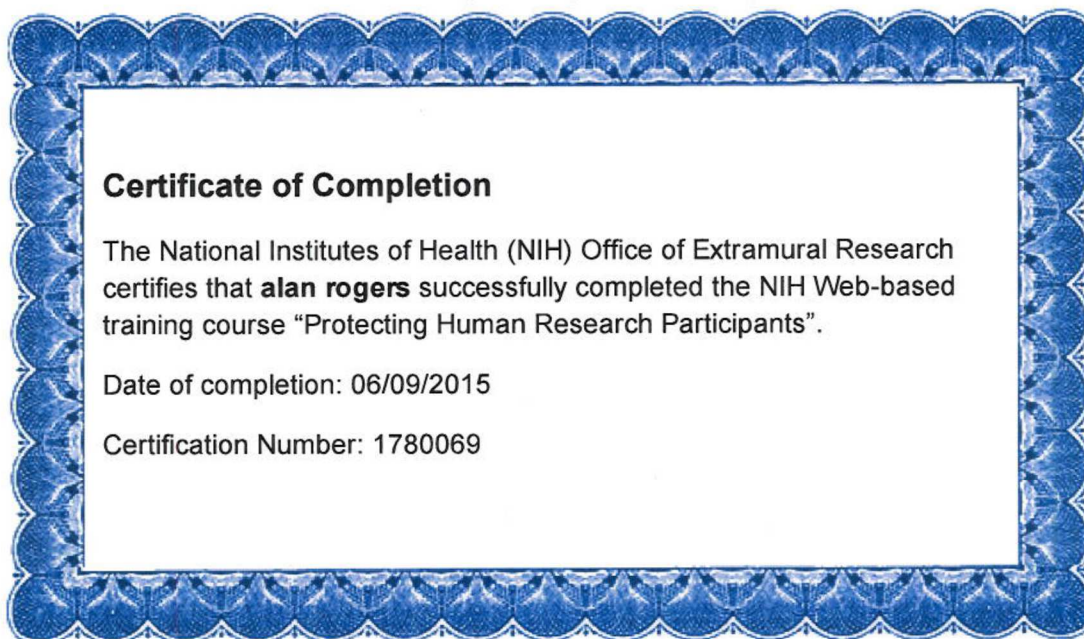 Certificate of Completion
The National Institutes of Health (NIH) Office of Extramural Research
certifies that alan rogers successfully completed the NIH Web-based
training course “Protecting Human Research Participants”.
Date of completion: 06/09/2015
Certification Number: 1780069